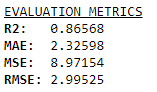 EVALUATION METRICS
R2: 0.86568
MAE: 2.32598
MSE: 8.97154
RMSE: 2.99525